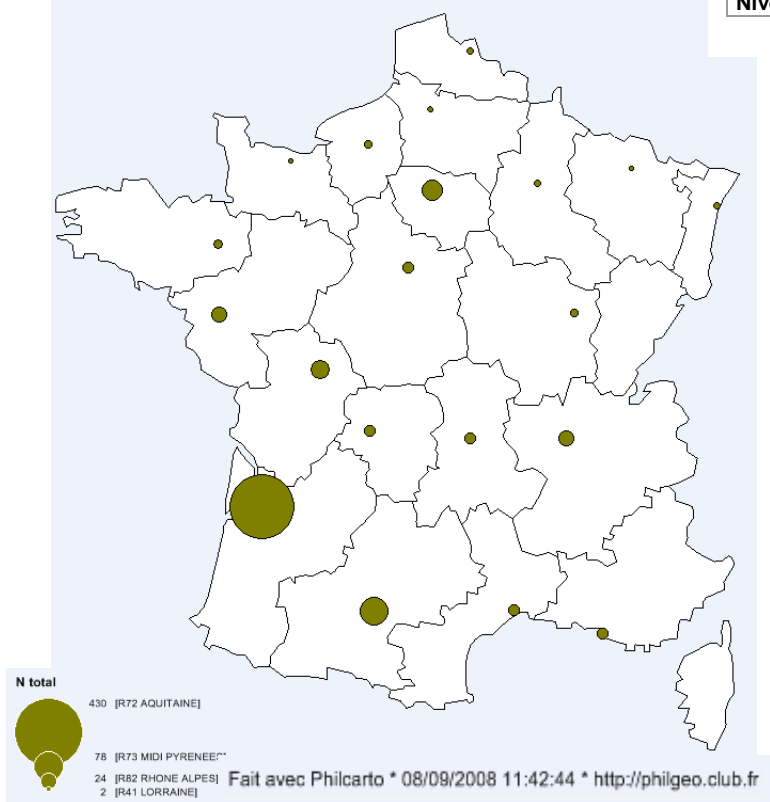 N total
430 [R72 AQUITAINE]
78 [R73 MIDI PYRENEE
24 [R82 RHONE ALPES]
2 [R41 LORRAINE]
Fait avec Philcarto * 08/09/2008 11:42:44 * http://philgeo.club.fr